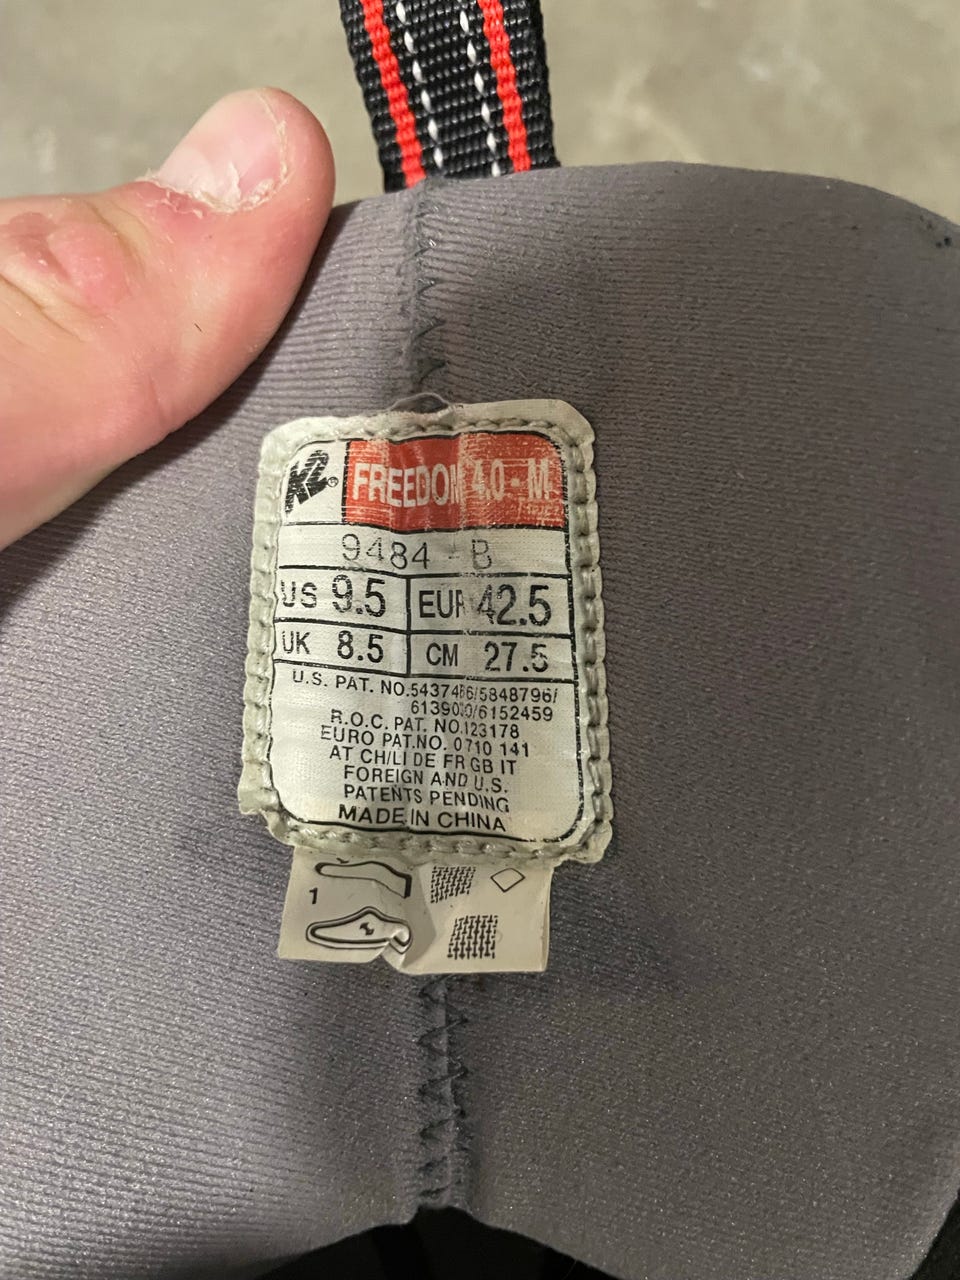 K2®
FREEDOM 4.0 - M
9484 - B
US 9.5 EUR 42.5
UK 8.5 CM 27.5
U.S. PAT. NO. /5848796/
/6152459
R.O.C. PAT. NO.123178
EURO PAT.NO. 0710 141
AT CH/LI DE FR GB IT
FOREIGN AND U.S.
PATENTS PENDING
MADE IN CHINA
1